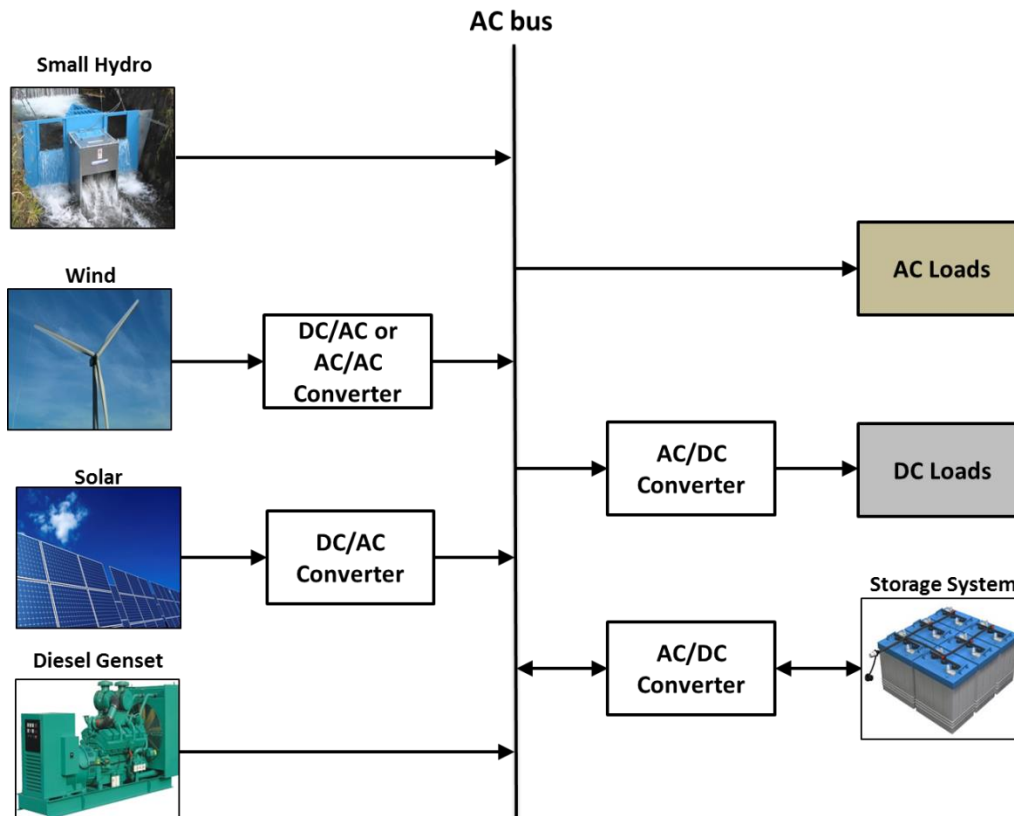 AC bus
Small Hydro
Wind
DC/AC or
AC/AC
Converter
Solar
DC/AC
Converter
Diesel Genset
AC Loads
AC/DC
Converter
DC Loads
Storage System
AC/DC
Converter